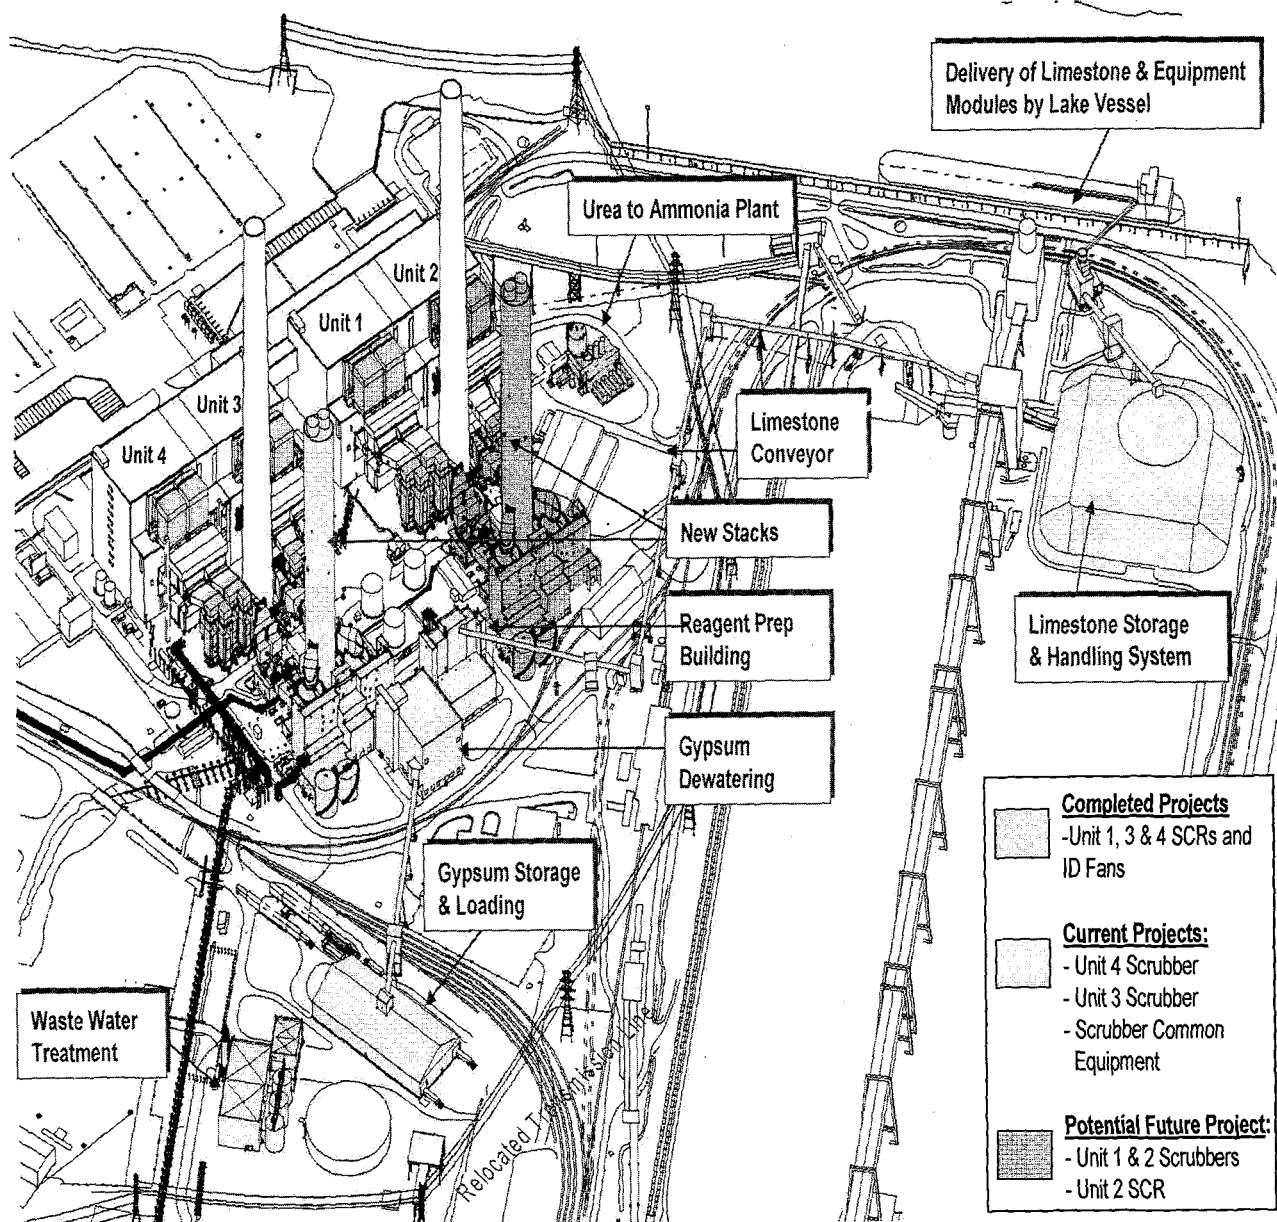 Delivery of Limestone & Equipment
Modules by Lake Vessel
Urea to Ammonia Plant
Unit 2
Unit 1
Unit 3
Unit 4
Limestone
Conveyor
New Stacks
Reagent Prep
Building
Limestone Storage
& Handling System
Gypsum
Dewatering
Gypsum Storage
& Loading
Waste Water
Treatment
Relocated Transmission Line
Completed Projects
-Unit 1, 3 & 4 SCRs and
ID Fans
Current Projects:
- Unit 4 Scrubber
- Unit 3 Scrubber
- Scrubber Common
Equipment
Potential Future Project:
- Unit 1 & 2 Scrubbers
- Unit 2 SCR